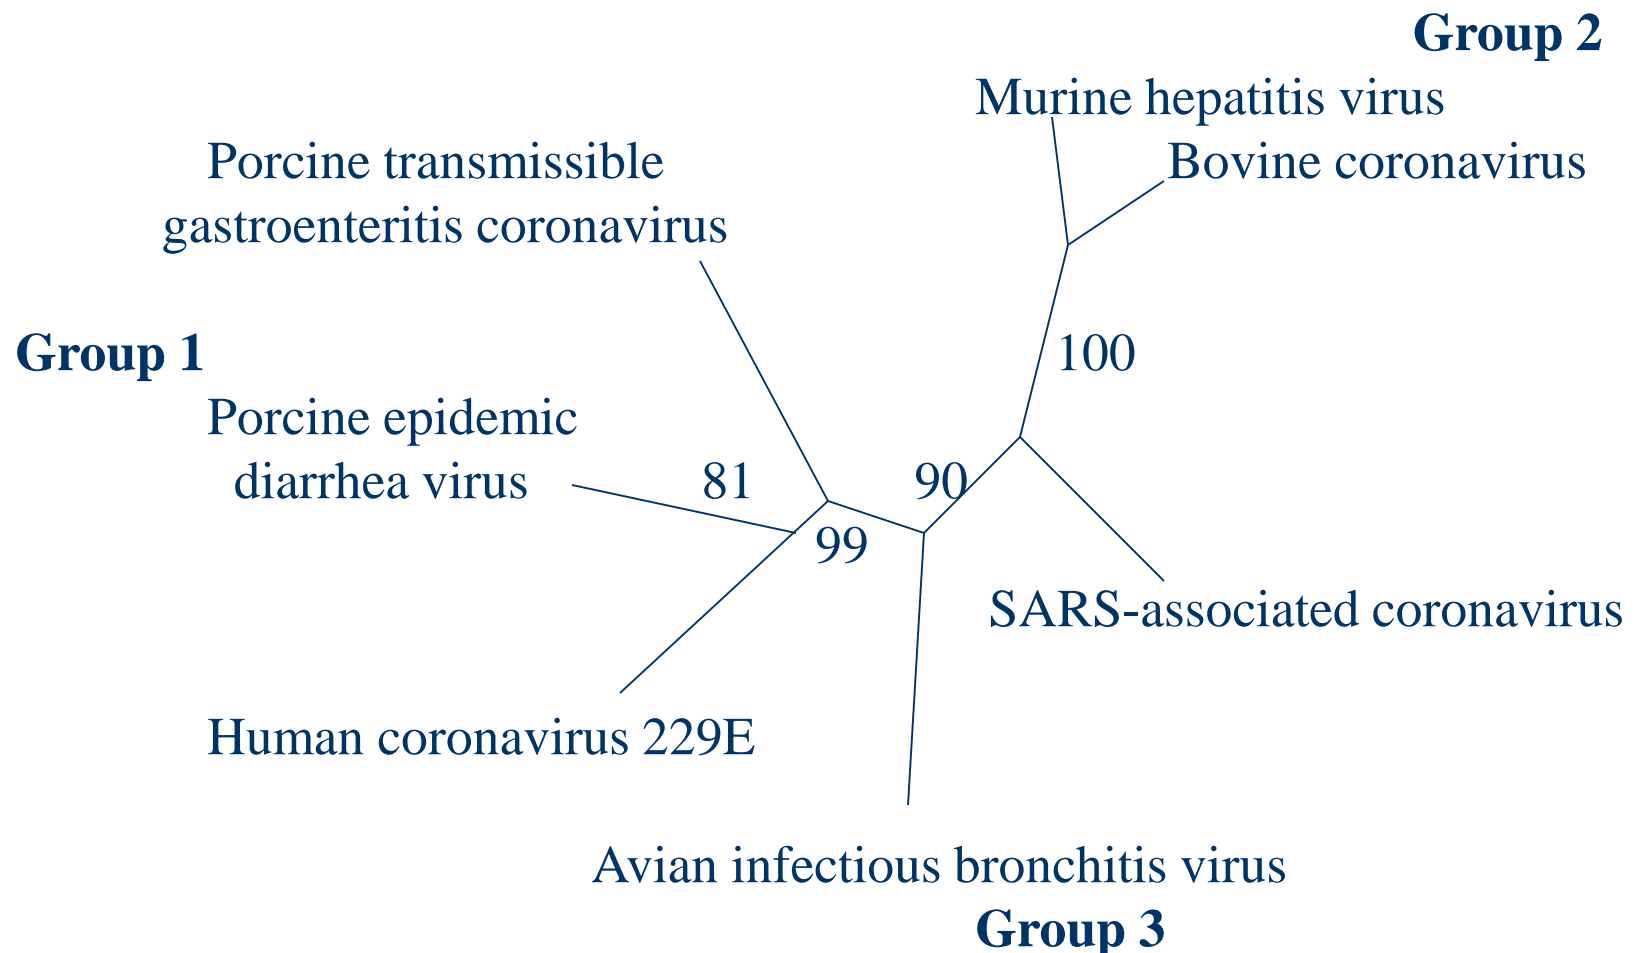 Group 2
Murine hepatitis virus
Porcine transmissible
gastroenteritis coronavirus
Bovine coronavirus
Group 1
100
Porcine epidemic
diarrhea virus
81
90
99
SARS-associated coronavirus
Human coronavirus 229E
Avian infectious bronchitis virus
Group 3